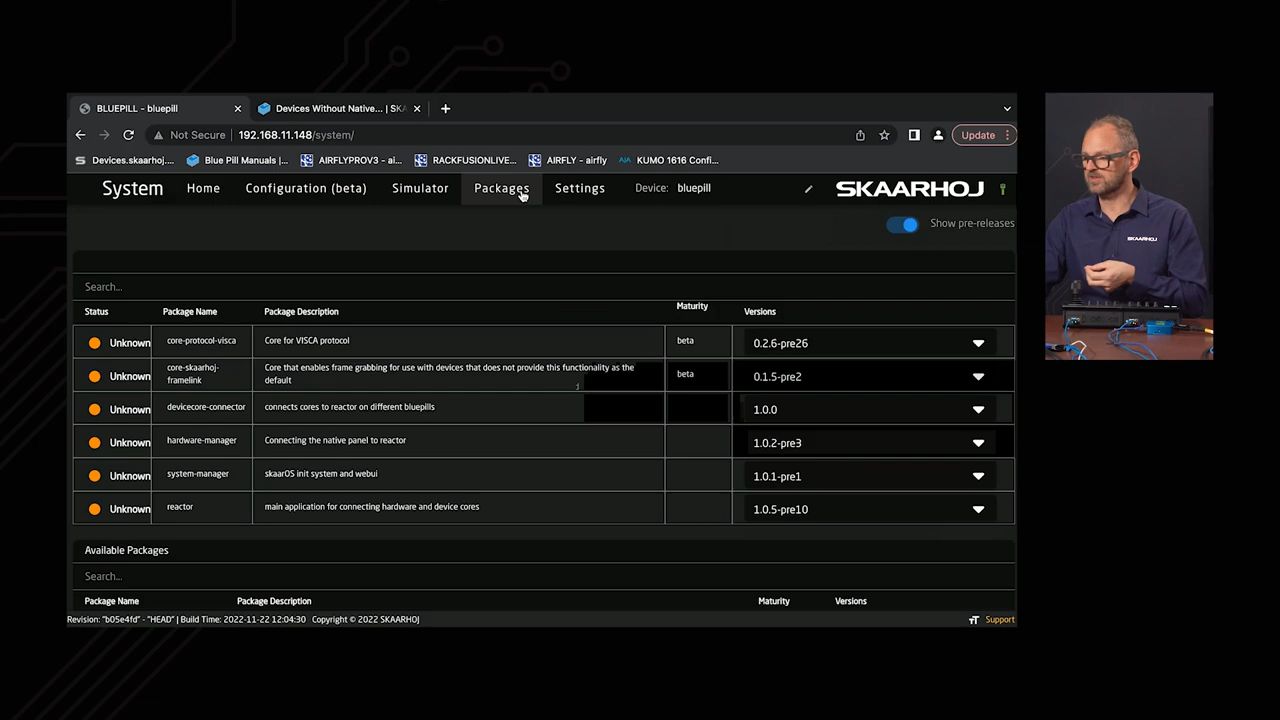 BLUEPILL - bluepill
Devices Without Native... | SKA
Not Secure 192.168.11.148/system/
Update
Devices.skaarhoj....
Blue Pill Manuals |...
AIRFLYPROV3 - ai...
RACKFUSIONLIVE...
AIRFLY - airfly
AJA KUMO 1616 Confi...
System Home Configuration (beta) Simulator Packages Settings Device: bluepill SKAARHOJ
Show pre-releases
Search...
Status Package Name Package Description Maturity Versions
Unknown core-protocol-visca Core for VISCA protocol beta 0.2.6-pre26
Unknown core-skaarhoj-framelink Core that enables frame grabbing for use with devices that does not provide this functionality as the default beta 0.1.5-pre2
Unknown devicecore-connector connects cores to reactor on different bluepills 1.0.0
Unknown hardware-manager Connecting the native panel to reactor 1.0.2-pre3
Unknown system-manager skaarOS init system and webui 1.0.1-pre1
Unknown reactor main application for connecting hardware and device cores 1.0.5-pre10
Available Packages
Search...
Package Name Package Description Maturity Versions
Revision: "b05e4fd" - "HEAD" | Build Time: 2022-11-22 12:04:30 Copyright © 2022 SKAARHOJ
Support
SKAARHOJ